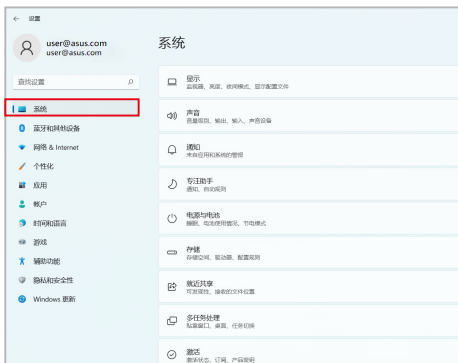 ← 设置
user@asus.com
user@asus.com
查找设置
系统
蓝牙和其他设备
网络 & Internet
个性化
应用
帐户
时间和语言
游戏
辅助功能
隐私和安全性
Windows 更新
系统
显示
监视器、亮度、夜间模式、显示配置文件
声音
音量级别、输出、输入、声音设备
通知
来自应用和系统的警报
专注助手
通知、自动规则
电源与电池
睡眠、电池使用情况、节电模式
存储
存储空间、驱动器、配置规则
就近共享
可发现性、接收的文件位置
多任务处理
贴靠窗口、桌面、任务切换
激活
激活状态、订阅、产品密钥